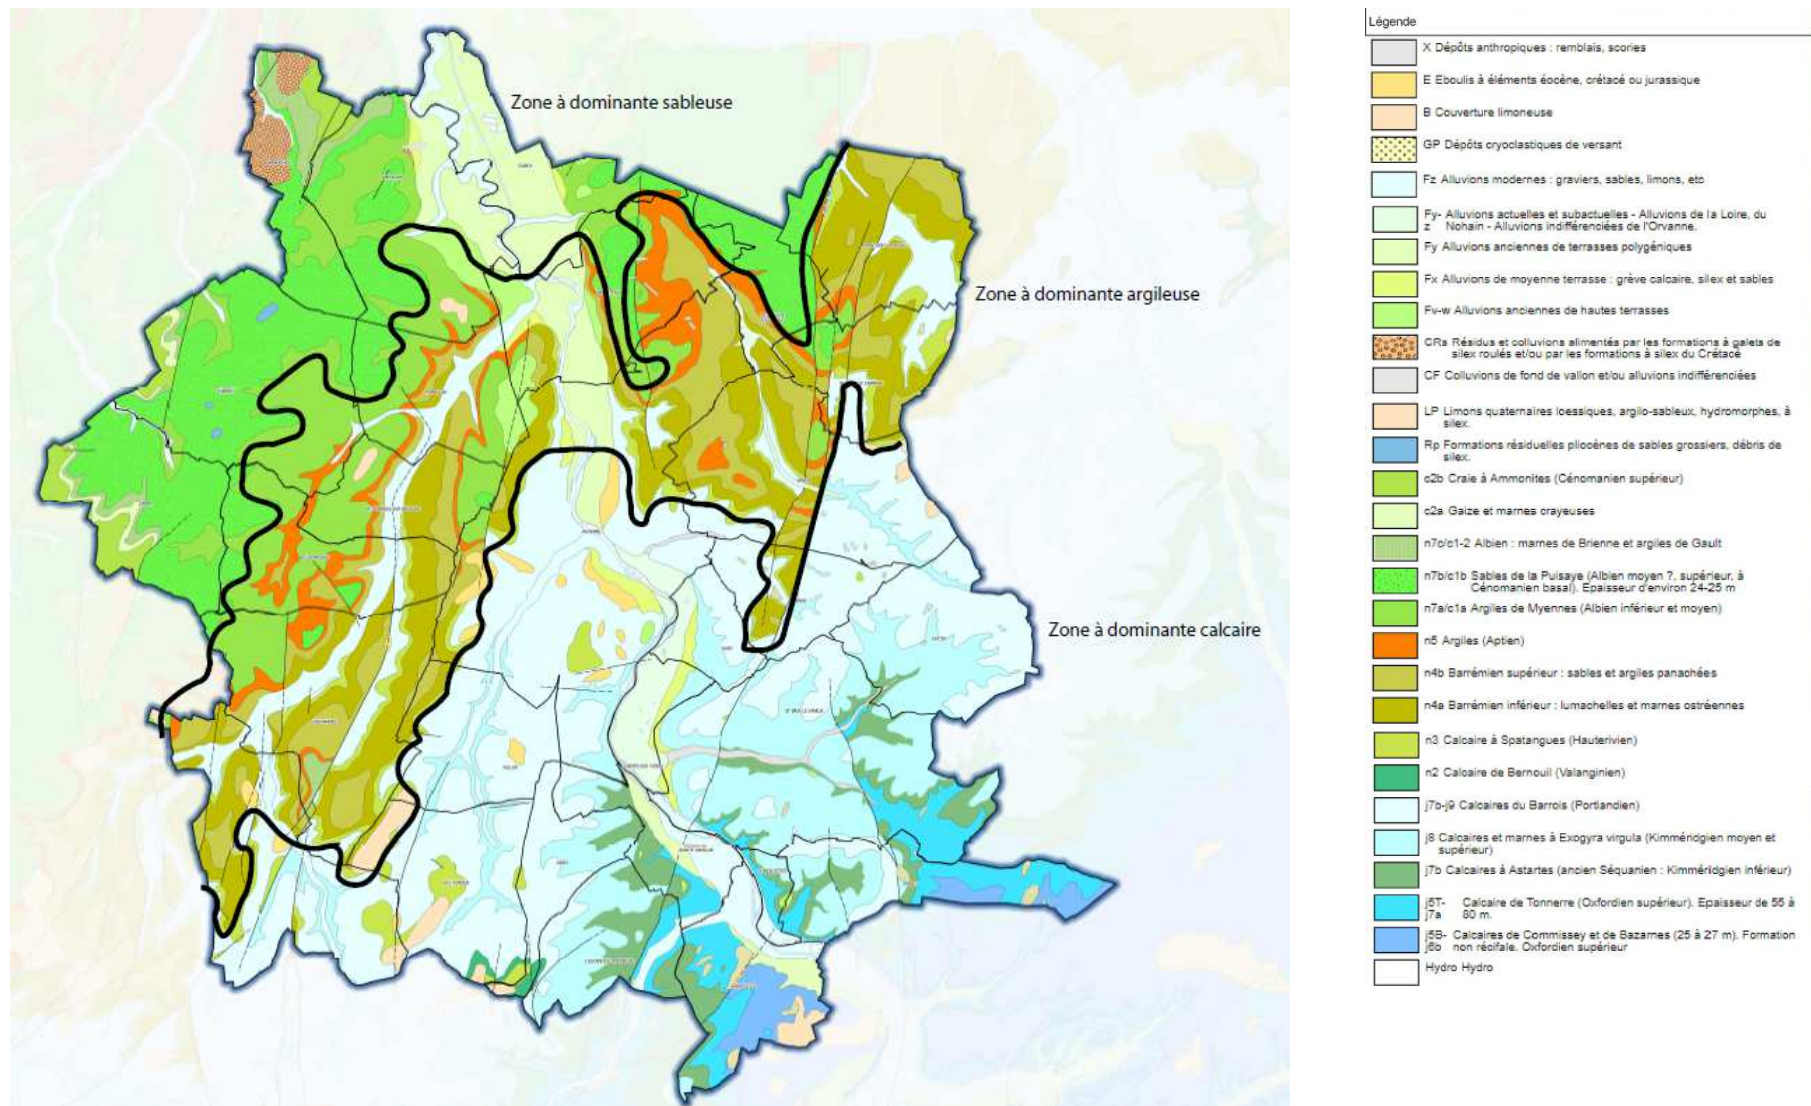 Zone à dominante sableuse
Zone à dominante argileuse
Zone à dominante calcaire
Légende
X Dépôts anthropiques : remblais, scories
E Eboulis à éléments éocène, crétacé ou jurassique
B Couverture limoneuse
GP Dépôts cryoclastiques de versant
Fz Alluvions modernes : graviers, sables, limons, etc
Fy- Alluvions actuelles et subactuelles - Alluvions de la Loire, du
z Nohain - Alluvions indifférenciées de l'Orvanne.
Fy Alluvions anciennes de terrasses polygéniques
Fx Alluvions de moyenne terrasse : grève calcaire, silex et sables
Fv-w Alluvions anciennes de hautes terrasses
CRs Résidus et colluvions alimentés par les formations à galets de
silex roulés et/ou par les formations à silex du Crétacé
CF Colluvions de fond de vallon et/ou alluvions indifférenciées
LP Limons quaternaires loessiques, argilo-sableux, hydromorphes, à
silex.
Rp Formations résiduelles pliocènes de sables grossiers, débris de
silex.
c2b Craie à Ammonites (Cénomanien supérieur)
c2a Gaize et marnes crayeuses
n7c/c1-2 Albien : marnes de Brienne et argiles de Gault
n7b/c1b Sables de la Puisaye (Albien moyen ?, supérieur, à
Cénomanien basal). Epaisseur d'environ 24-25 m
n7a/c1a Argiles de Myennes (Albien inférieur et moyen)
n5 Argiles (Aptien)
n4b Barrémien supérieur : sables et argiles panachées
n4a Barrémien inférieur : lumachelles et marnes ostréennes
n3 Calcaire à Spatangues (Hauterivien)
n2 Calcaire de Bernouil (Valanginien)
j7b-j9 Calcaires du Barrois (Portlandien)
j8 Calcaires et marnes à Exogyra virgula (Kimméridgien moyen et
supérieur)
j7b Calcaires à Astartes (ancien Séquanien : Kimméridgien inférieur)
j6T- Calcaire de Tonnerre (Oxfordien supérieur). Epaisseur de 55 à
j7a 80 m.
j5B- Calcaires de Commissey et de Bazarnes (25 à 27 m). Formation
j6b non récifale. Oxfordien supérieur
Hydro Hydro